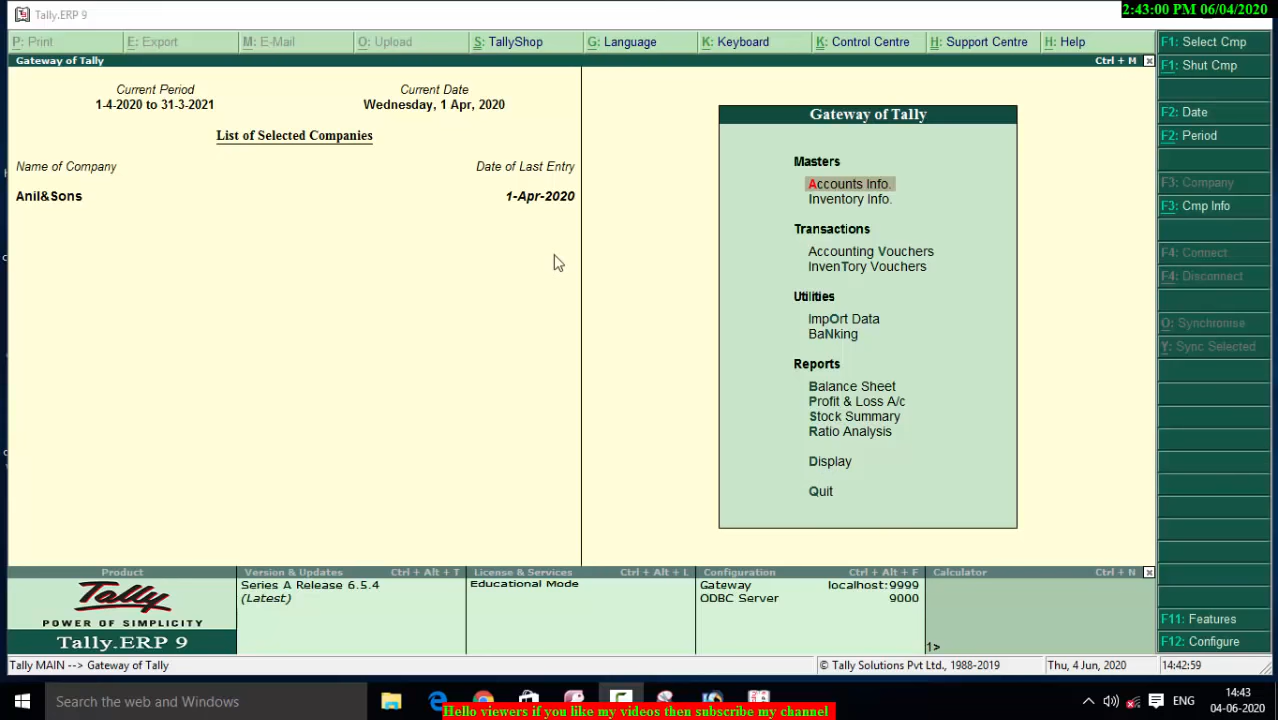 Tally.ERP 9
2:43:00 PM 06/04/2020
P: Print
E: Export
M: E-Mail
O: Upload
S: TallyShop
G: Language
K: Keyboard
K: Control Centre
H: Support Centre
H: Help
F1: Select Cmp
Gateway of Tally
Ctrl + M
F1: Shut Cmp
Current Period
1-4-2020 to 31-3-2021
Current Date
Wednesday, 1 Apr, 2020
List of Selected Companies
Name of Company
Date of Last Entry
Anil&Sons
1-Apr-2020
Gateway of Tally
Masters
Accounts Info.
Inventory Info.
Transactions
Accounting Vouchers
InvenTory Vouchers
Utilities
ImpOrt Data
BaNking
Reports
Balance Sheet
Profit & Loss A/c
Stock Summary
Ratio Analysis
Display
Quit
F2: Date
F2: Period
F3: Company
F3: Cmp Info
F4: Connect
F4: Disconnect
O: Synchronise
Y: Sync Selected
F11: Features
F12: Configure
Product
Tally
POWER OF SIMPLICITY
Tally.ERP 9
Version & Updates
Ctrl + Alt + T
Series A Release 6.5.4
(Latest)
License & Services
Ctrl + Alt + L
Educational Mode
Configuration
Ctrl + Alt + F
Gateway
localhost:9999
ODBC Server
9000
Calculator
Ctrl + N
1>
Tally MAIN --> Gateway of Tally
© Tally Solutions Pvt Ltd., 1988-2019
Thu, 4 Jun, 2020
14:42:59
Search the web and Windows
ENG
14:43
04-06-2020
Hello viewers if you like my videos then subscribe my channel